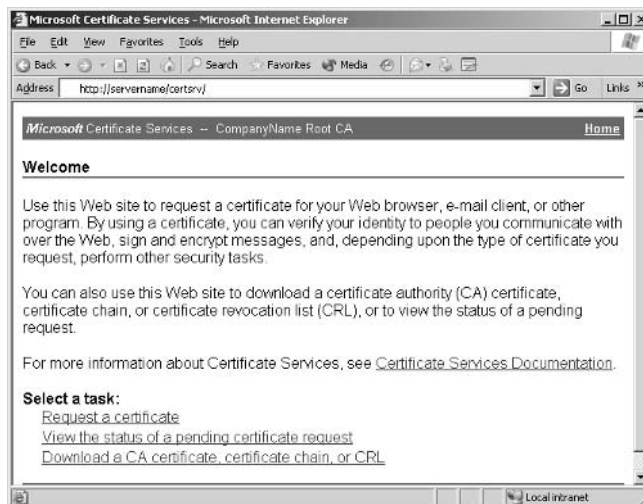 Microsoft Certificate Services - Microsoft Internet Explorer
File Edit View Favorites Tools Help
Back Search Favorites Media
Address http://servername/certsrv/ Go Links »
Microsoft Certificate Services -- CompanyName Root CA Home
Welcome
Use this Web site to request a certificate for your Web browser, e-mail client, or other
program. By using a certificate, you can verify your identity to people you communicate with
over the Web, sign and encrypt messages, and, depending upon the type of certificate you
request, perform other security tasks.
You can also use this Web site to download a certificate authority (CA) certificate,
certificate chain, or certificate revocation list (CRL), or to view the status of a pending
request.
For more information about Certificate Services, see Certificate Services Documentation.
Select a task:
Request a certificate
View the status of a pending certificate request
Download a CA certificate, certificate chain, or CRL
Local intranet